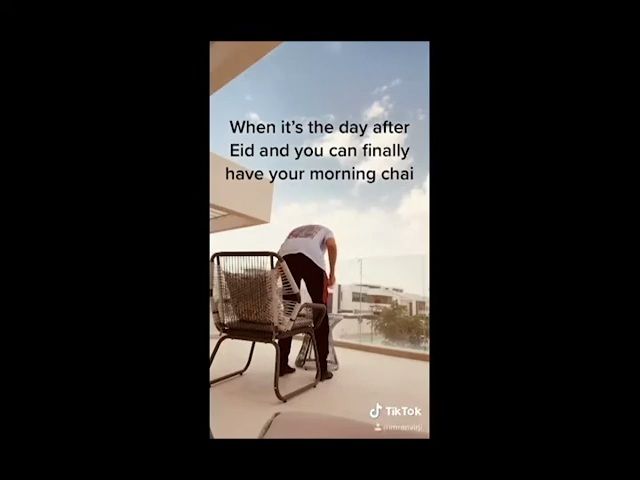 When it's the day after
Eid and you can finally
have your morning chai
TikTok